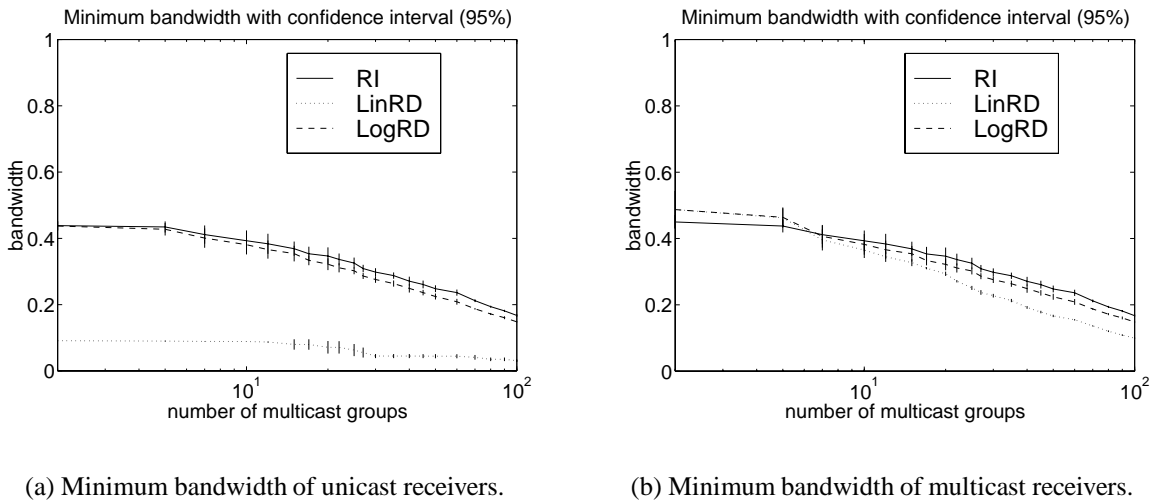 Minimum bandwidth with confidence interval (95%)
1
0.8
0.6
0.4
0.2
0
bandwidth
RI
LinRD
LogRD
10^1
10^2
number of multicast groups
(a) Minimum bandwidth of unicast receivers.
Minimum bandwidth with confidence interval (95%)
1
0.8
0.6
0.4
0.2
0
bandwidth
RI
LinRD
LogRD
10^1
10^2
number of multicast groups
(b) Minimum bandwidth of multicast receivers.